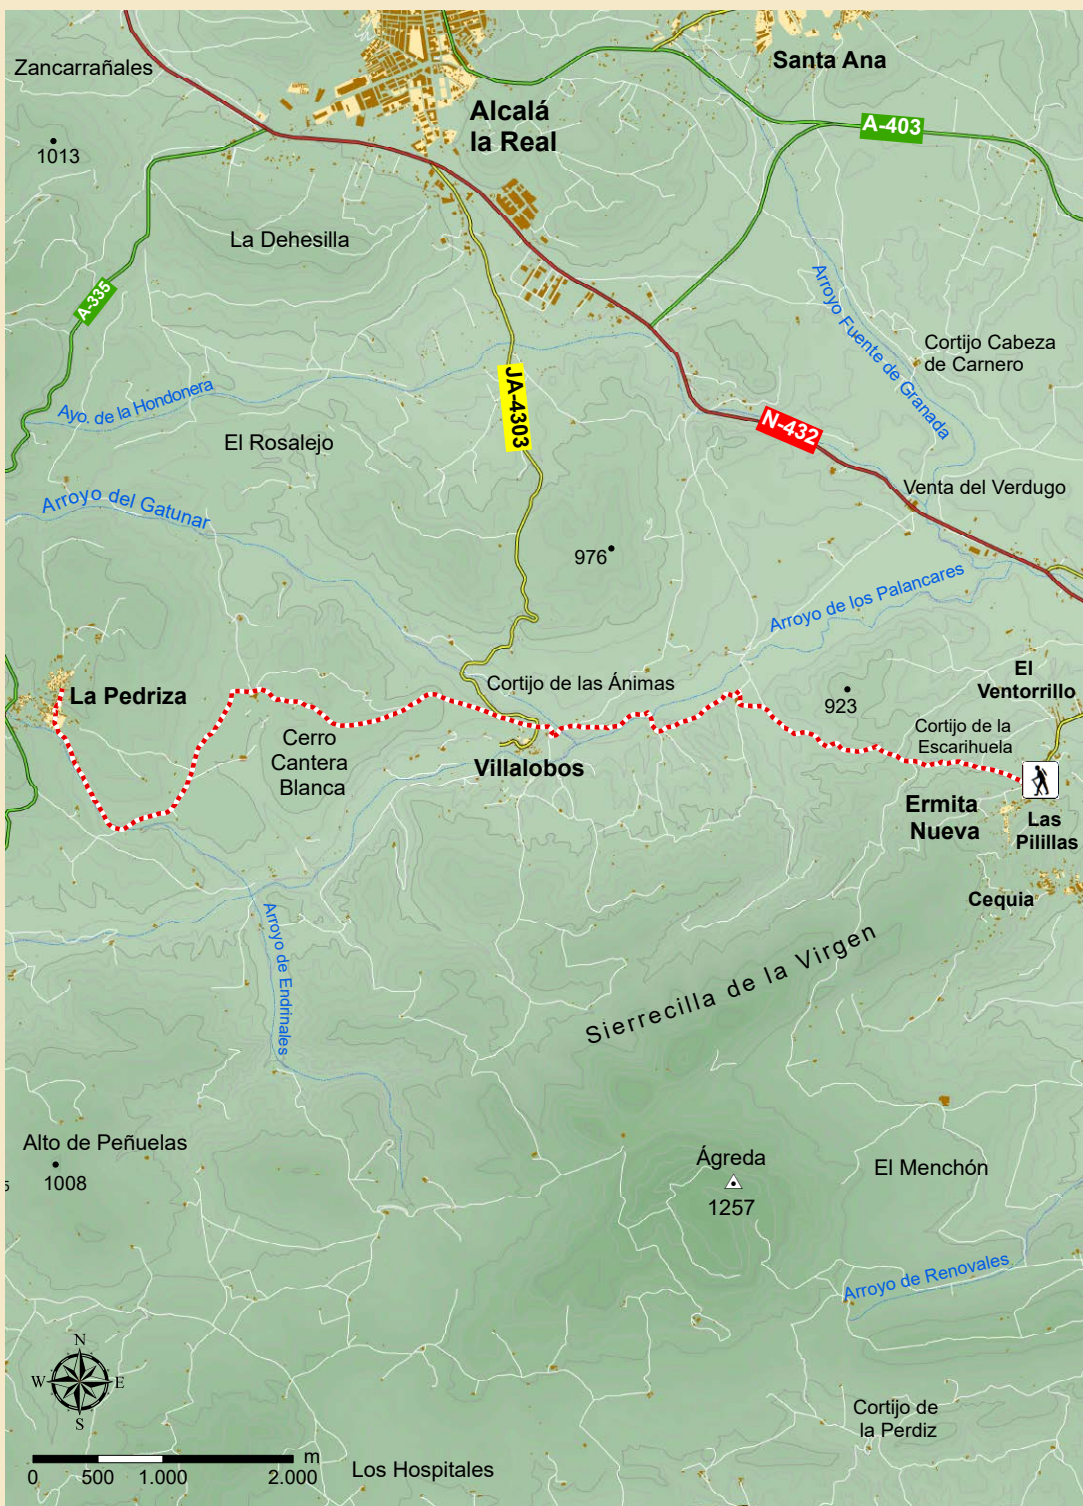 Zancarrañales
Santa Ana
Alcalá
la Real
A-403
1013
La Dehesilla
A-335
Arroyo Fuente de Granada
Cortijo Cabeza
de Carnero
JA-4303
Ayo. de la Hondonera
N-432
El Rosalejo
Venta del Verdugo
Arroyo del Gatunar
976
Arroyo de los Palancares
El
Ventorrillo
La Pedriza
Cortijo de las Ánimas
923
Cortijo de la
Escarihuela
Cerro
Cantera
Blanca
Villalobos
Ermita
Nueva
Las
Pilillas
Cequia
Arroyo de Endrinales
Sierrecilla de la Virgen
Alto de Peñuelas
1008
5
Ágreda
1257
El Menchón
Arroyo de Renovales
N
W
E
S
Cortijo de
la Perdiz
m
0 500 1.000 2.000
Los Hospitales